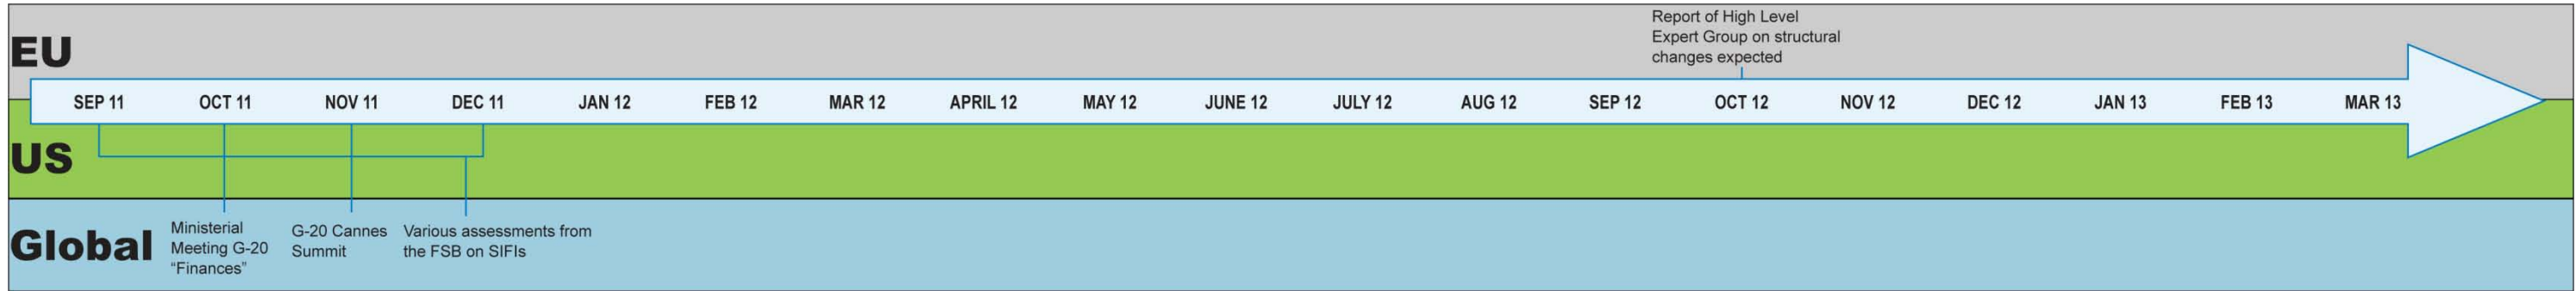 Report of High Level
Expert Group on structural
changes expected
EU
SEP 11 OCT 11 NOV 11 DEC 11 JAN 12 FEB 12 MAR 12 APRIL 12 MAY 12 JUNE 12 JULY 12 AUG 12 SEP 12 OCT 12 NOV 12 DEC 12 JAN 13 FEB 13 MAR 13
US
Global
Ministerial
Meeting G-20
“Finances”
G-20 Cannes
Summit
Various assessments from
the FSB on SIFIs